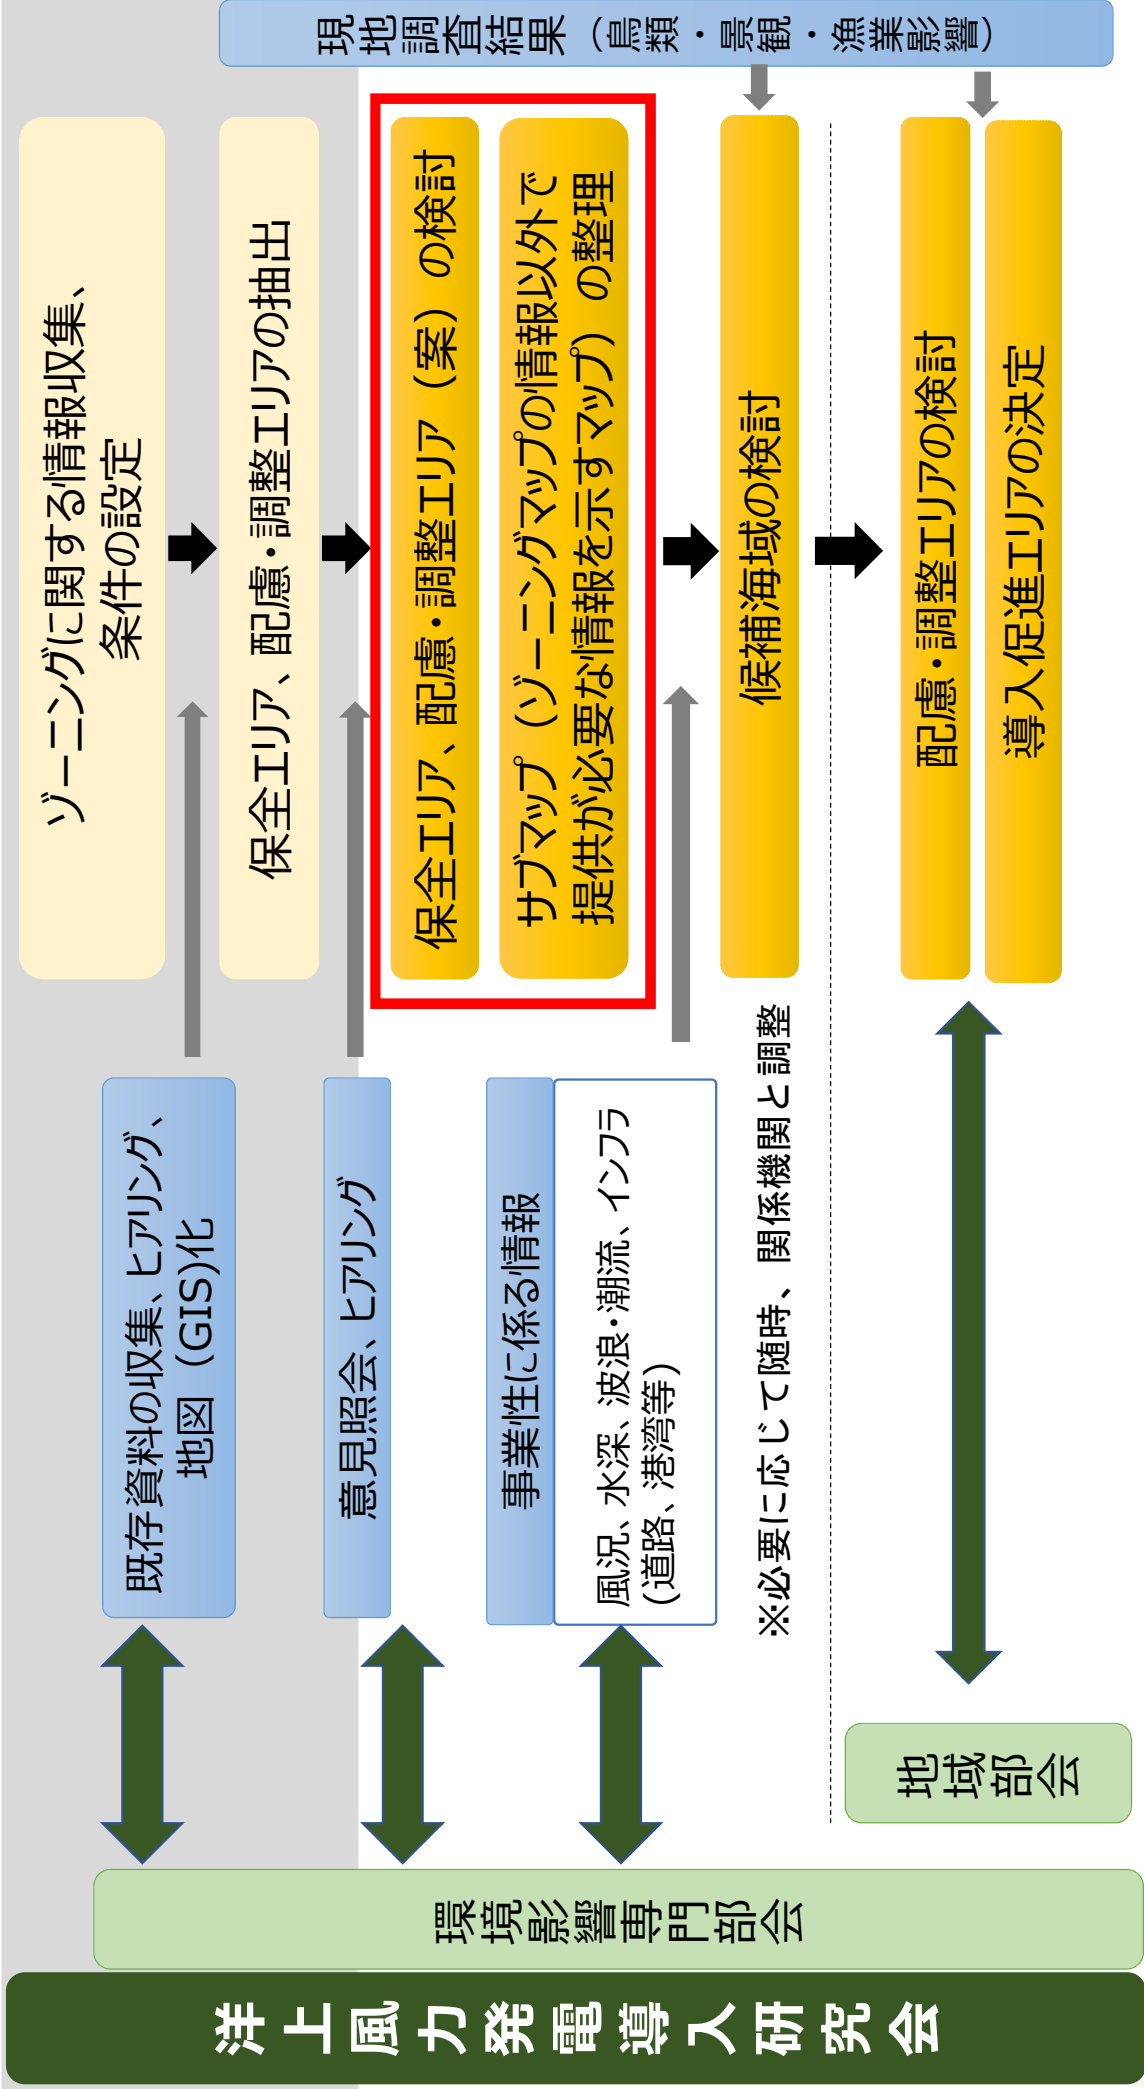 洋上風力発電導入研究会
環境影響専門部会
地域部会
既存資料の収集、ヒアリング、
地図（GIS)化
意見照会、ヒアリング
事業性に係る情報
風況、水深、波浪・潮流、インフラ
(道路、港湾等)
※必要に応じて随時、関係機関と調整
ゾーニングに関する情報収集、
条件の設定
保全エリア、配慮・調整エリアの抽出
保全エリア、配慮・調整エリア（案）の検討
サブマップ（ゾーニングマップの情報以外で
提供が必要な情報を示すマップ）の整理
候補海域の検討
配慮・調整エリアの検討
導入促進エリアの決定
現地調査結果（鳥類・景観・漁業影響）